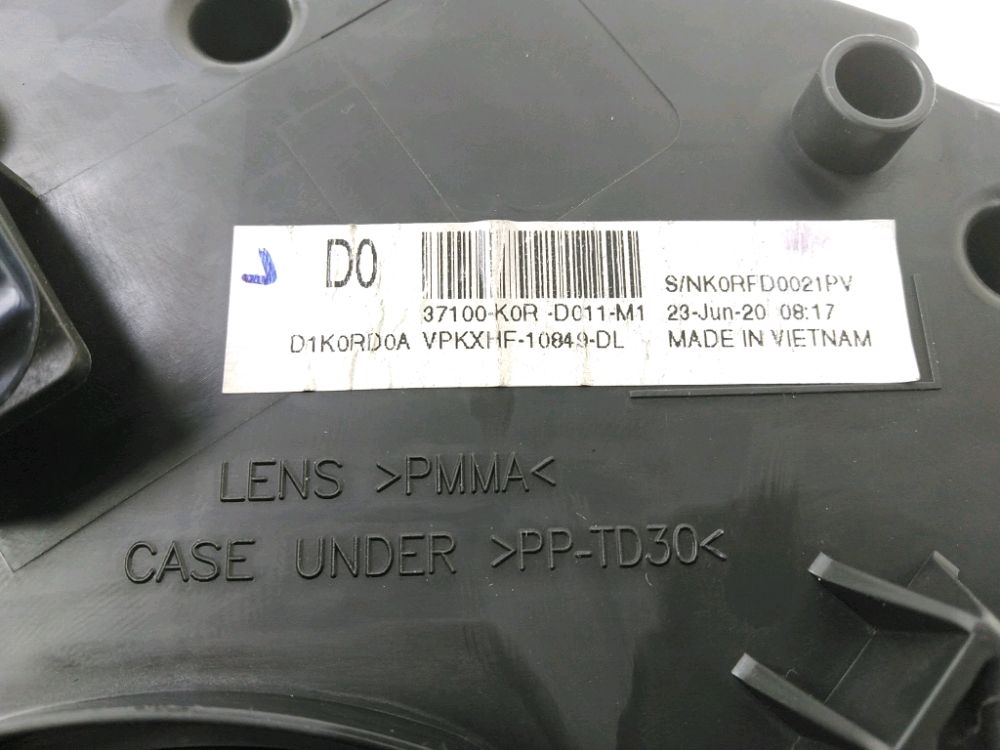 D0
37100-K0R -D011-M1
D1K0RD0A VPKXHF-10849-DL
S/NK0RFD0021PV
23-Jun-20 08:17
MADE IN VIETNAM
LENS >PMMA<
CASE UNDER >PP-TD30<